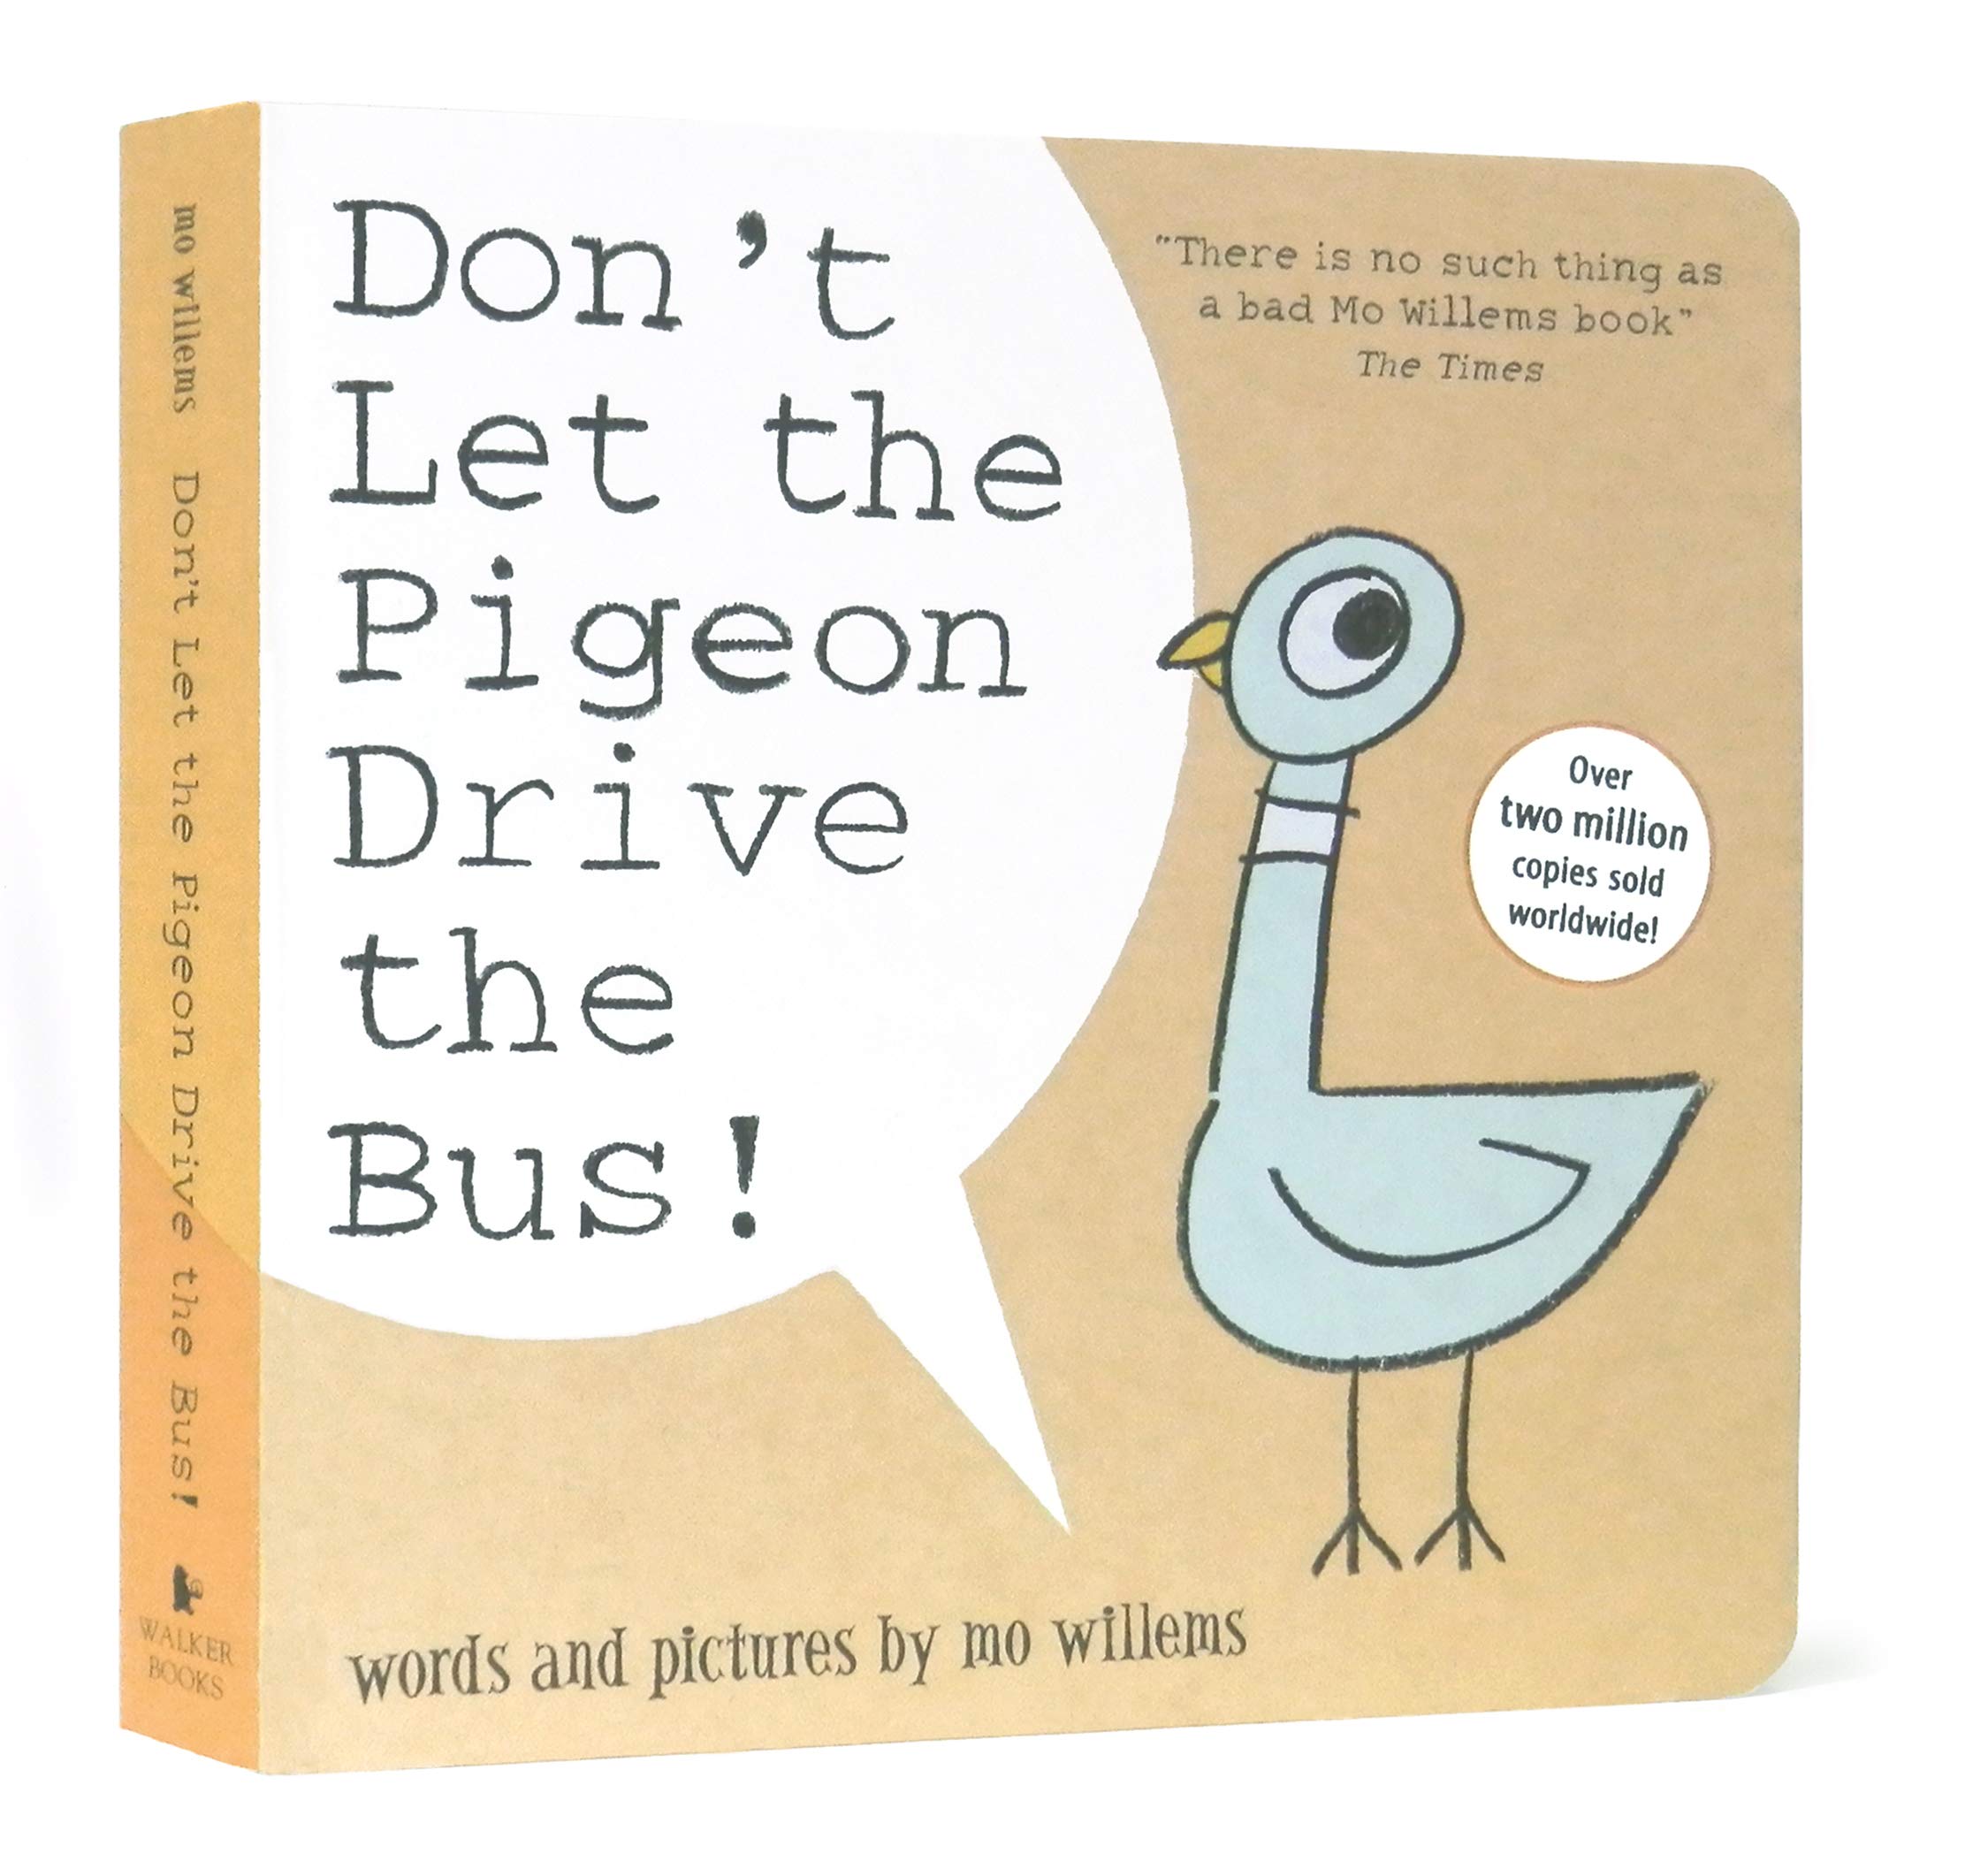 mo willems Don't Let the Pigeon Drive the Bus!
WALKER
BOOKS
Don't
Let the
Pigeon
Drive
the
Bus!
"There is no such thing as
a bad Mo Willems book"
The Times
Over
two million
copies sold
worldwide!
words and pictures by mo willems